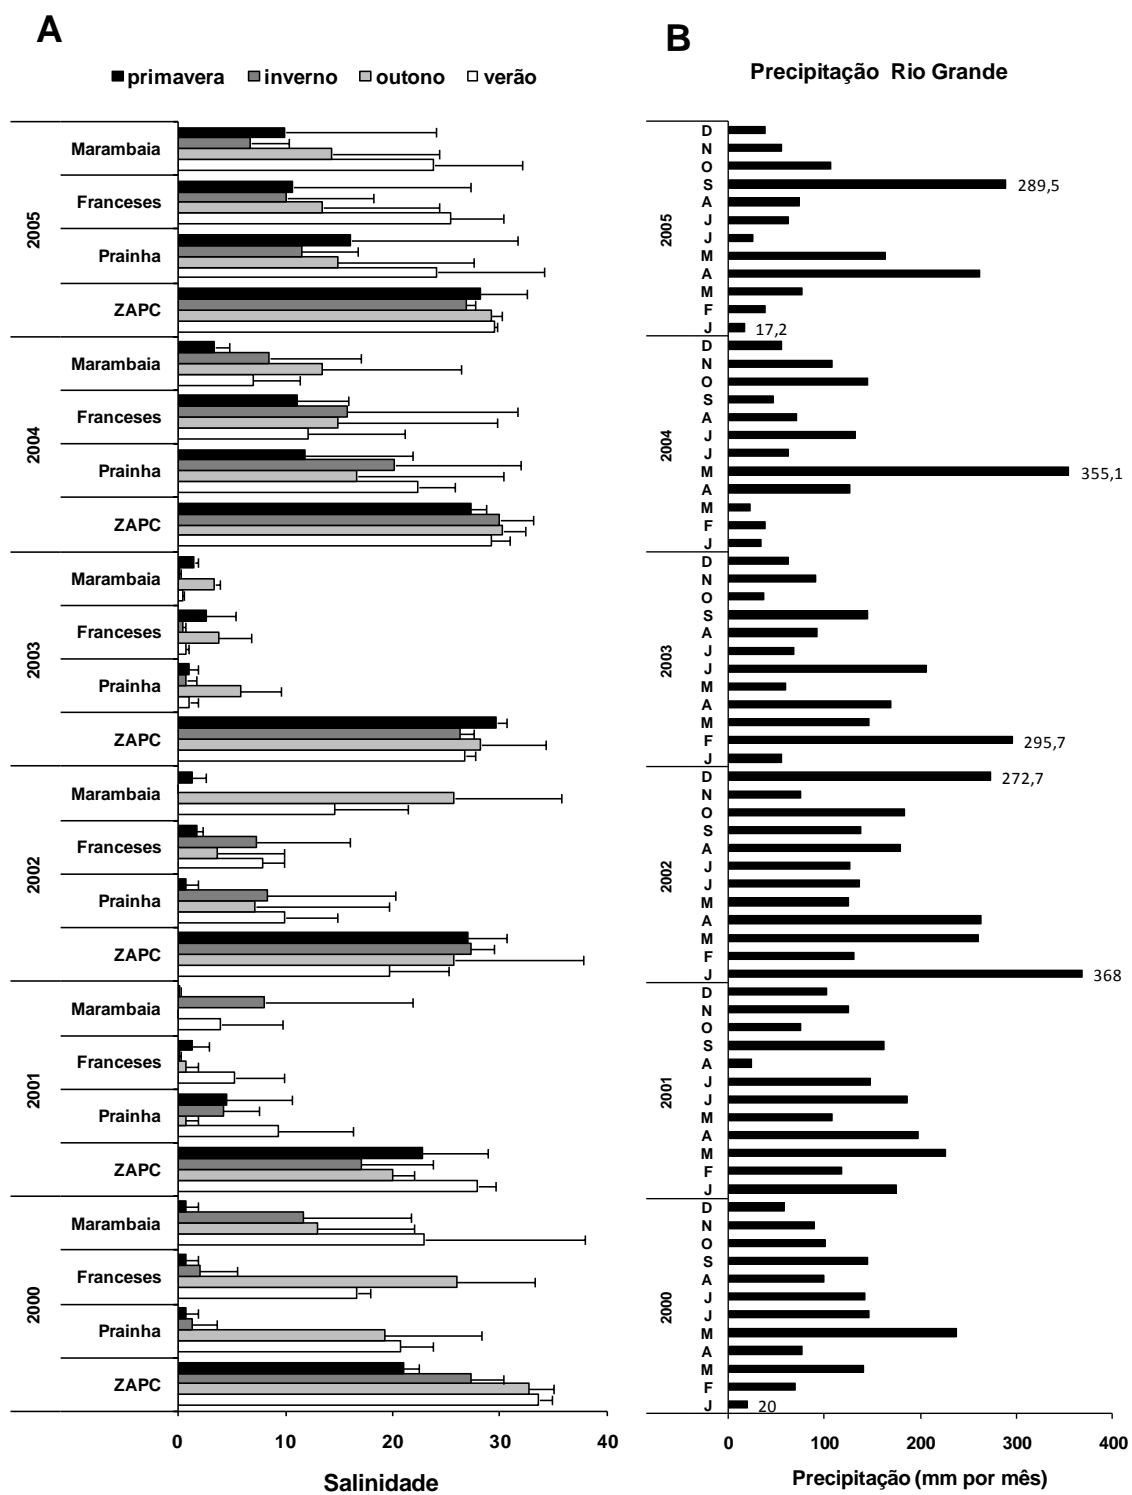 A
■ primavera ■ inverno ■ outono □ verão
2005
Marambaia
Franceses
Prainha
ZAPC
2004
Marambaia
Franceses
Prainha
ZAPC
2003
Marambaia
Franceses
Prainha
ZAPC
2002
Marambaia
Franceses
Prainha
ZAPC
2001
Marambaia
Franceses
Prainha
ZAPC
2000
Marambaia
Franceses
Prainha
ZAPC
0 10 20 30 40
Salinidade
B
Precipitação Rio Grande
2005
D
N
O
S 289,5
A
J
J
M
A
M
F
J 17,2
2004
D
N
O
S
A
J
J
M 355,1
A
M
F
J
2003
D
N
O
S
A
J
J
M
A
M
F 295,7
J
2002
D 272,7
N
O
S
A
J
J
M
A
M
F
J 368
2001
D
N
O
S
A
J
J
M
A
M
F
J
2000
D
N
O
S
A
J
J
M
A
M
F
J 20
0 100 200 300 400
Precipitação (mm por mês)